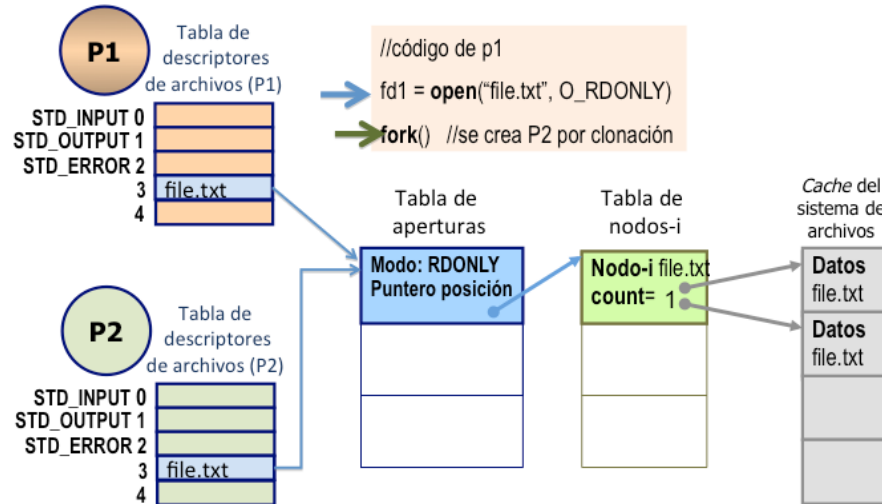 P1
Tabla de
descriptores
de archivos (P1)
STD_INPUT 0
STD_OUTPUT 1
STD_ERROR 2
3 file.txt
4
//código de p1
fd1 = open(“file.txt”, O_RDONLY)
fork() //se crea P2 por clonación
Tabla de
aperturas
Modo: RDONLY
Puntero posición
Tabla de
nodos-i
Nodo-i file.txt
count= 1
Cache del
sistema de
archivos
Datos
file.txt
Datos
file.txt
P2
Tabla de
descriptores
de archivos (P2)
STD_INPUT 0
STD_OUTPUT 1
STD_ERROR 2
3 file.txt
4